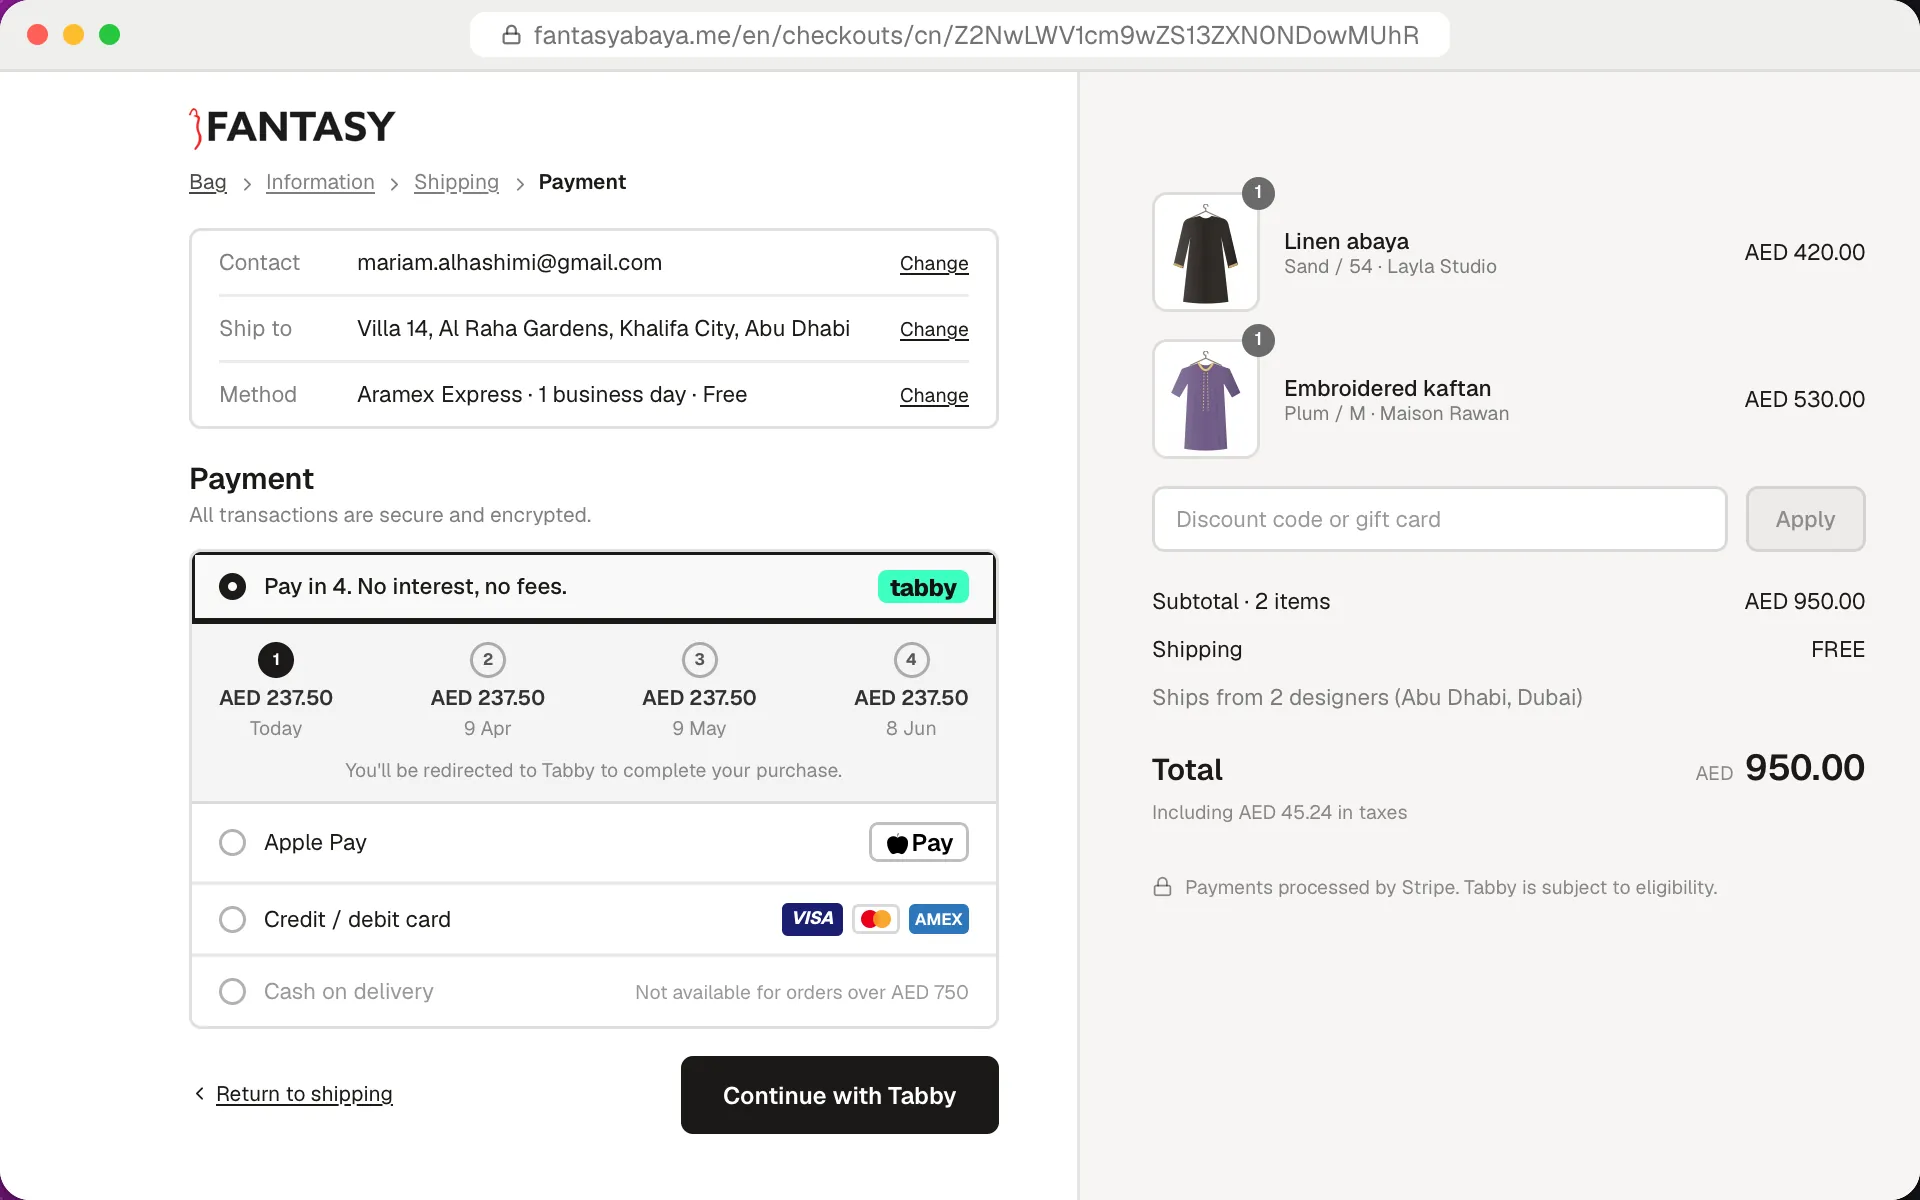 fantasyabaya.me/en/checkouts/cn/Z2NwLWV1cm9wZS13ZXN0NDowMUhR
FANTASY
Bag > Information > Shipping > Payment
Contact mariam.alhashimi@gmail.com Change
Ship to Villa 14, Al Raha Gardens, Khalifa City, Abu Dhabi Change
Method Aramex Express · 1 business day · Free Change
Payment
All transactions are secure and encrypted.
Pay in 4. No interest, no fees. tabby
1 2 3 4
AED 237.50 AED 237.50 AED 237.50 AED 237.50
Today 9 Apr 9 May 8 Jun
You'll be redirected to Tabby to complete your purchase.
Apple Pay Pay
Credit / debit card VISA AMEX
Cash on delivery Not available for orders over AED 750
Return to shipping Continue with Tabby
1
Linen abaya AED 420.00
Sand / 54 · Layla Studio
1
Embroidered kaftan AED 530.00
Plum / M · Maison Rawan
Discount code or gift card Apply
Subtotal · 2 items AED 950.00
Shipping FREE
Ships from 2 designers (Abu Dhabi, Dubai)
Total AED 950.00
Including AED 45.24 in taxes
Payments processed by Stripe. Tabby is subject to eligibility.